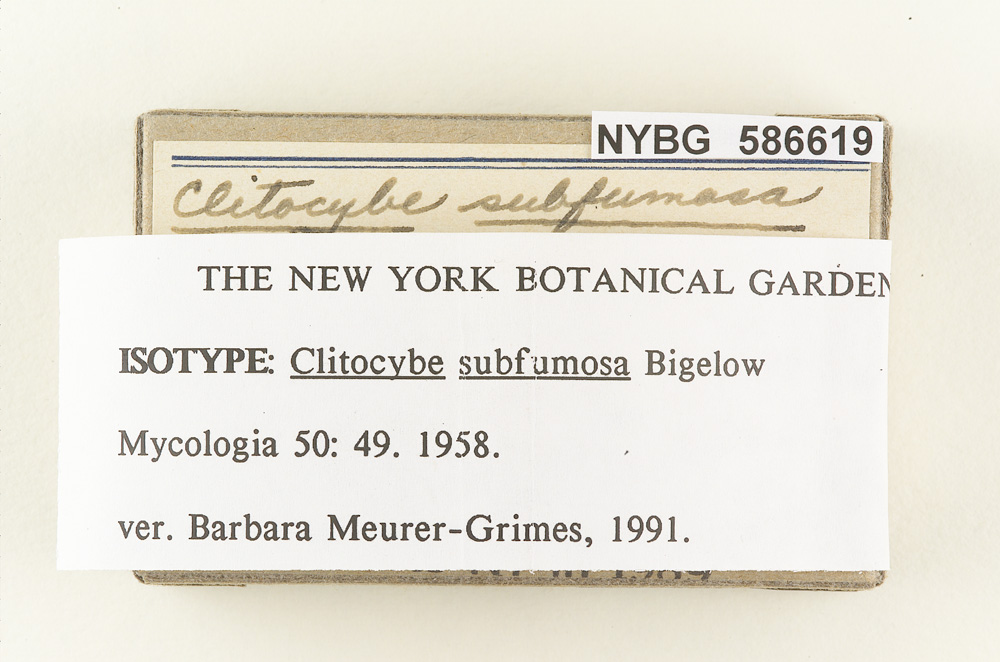 NYBG 586619
Clitocybe subfumosa
THE NEW YORK BOTANICAL GARDEN
ISOTYPE: Clitocybe subfumosa Bigelow
Mycologia 50: 49. 1958.
ver. Barbara Meurer-Grimes, 1991.